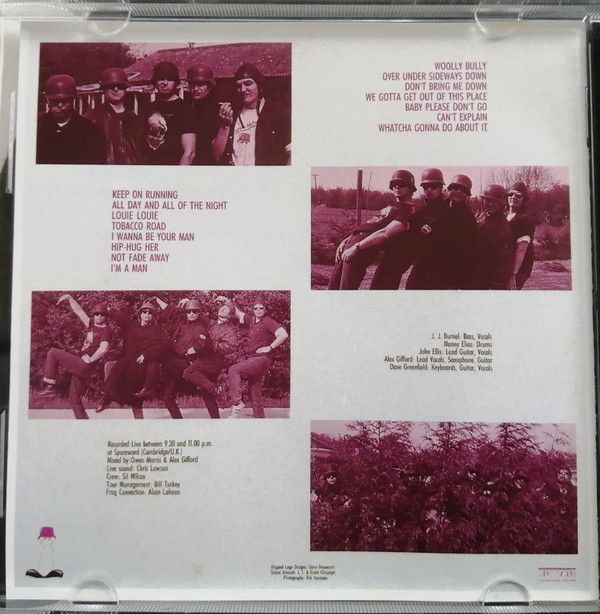 WOOLLY BULLY
OVER UNDER SIDEWAYS DOWN
DON'T BRING ME DOWN
WE GOTTA GET OUT OF THIS PLACE
BABY PLEASE DON'T GO
CAN'T EXPLAIN
WHATCHA GONNA DO ABOUT IT
KEEP ON RUNNING
ALL DAY AND ALL OF THE NIGHT
LOUIE LOUIE
TOBACCO ROAD
I WANNA BE YOUR MAN
HIP-HUG HER
NOT FADE AWAY
I'M A MAN
J. J. Burnel: Bass, Vocals
Manny Elias: Drums
John Ellis: Lead Guitar, Vocals
Alex Gifford: Lead Vocals, Saxophone, Guitar
Dave Greenfield: Keyboards, Guitar, Vocals
Recorded Live between 9.30 and 11.00 p.m.
at Spaceward (Cambridge/U.K.)
Mixed by: Owen Morris & Alex Gifford
Live sound: Chris Lawson
Crew: Sil Wilcox
Tour Management: Bill Tuckey
Frog Connection: Alain Lahana
Original Logo Designs: